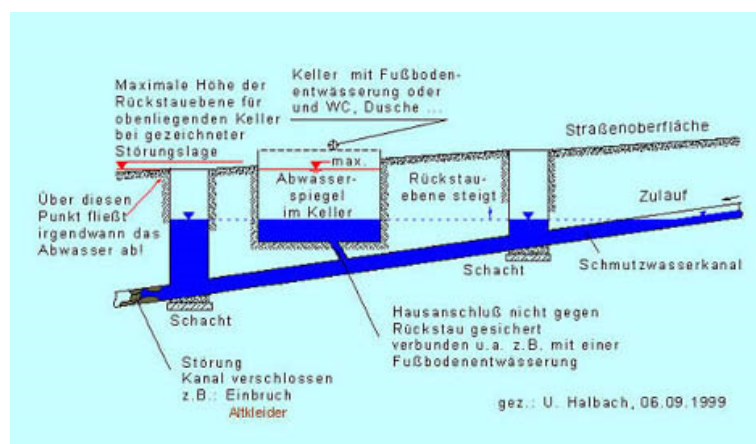 Maximale Höhe der
Rückstauebene für
obenliegenden Keller
bei gezeichneter
Störungslage
Keller mit Fußboden-
entwässerung oder
und WC, Dusche ...
Straßenoberfläche
max.
Abwasser-
spiegel
im Keller
Rückstau-
ebene steigt
Zulauf
Über diesen
Punkt fließt
irgendwann das
Abwasser ab!
Schacht
Schmutzwasserkanal
Schacht
Hausanschluß nicht gegen
Rückstau gesichert
verbunden u.a. z.B. mit einer
Fußbodenentwässerung
Störung
Kanal verschlossen
z.B.: Einbruch
Altkleider
gez.: U. Halbach, 06.09.1999